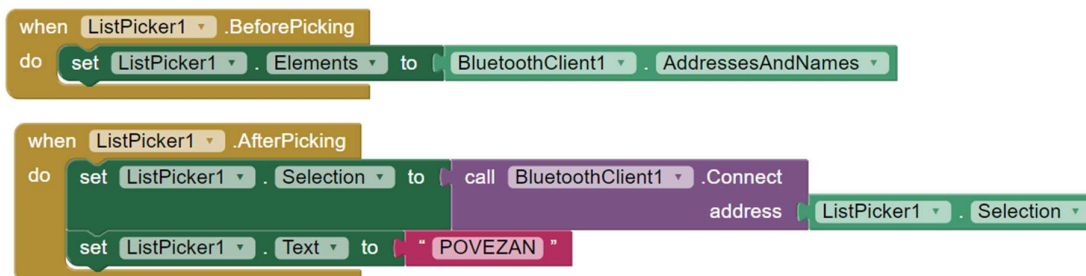 when ListPicker1 .BeforePicking
do set ListPicker1 . Elements to BluetoothClient1 . AddressesAndNames
when ListPicker1 .AfterPicking
do set ListPicker1 . Selection to call BluetoothClient1 .Connect
address ListPicker1 . Selection
set ListPicker1 . Text to “ POVEZAN ”